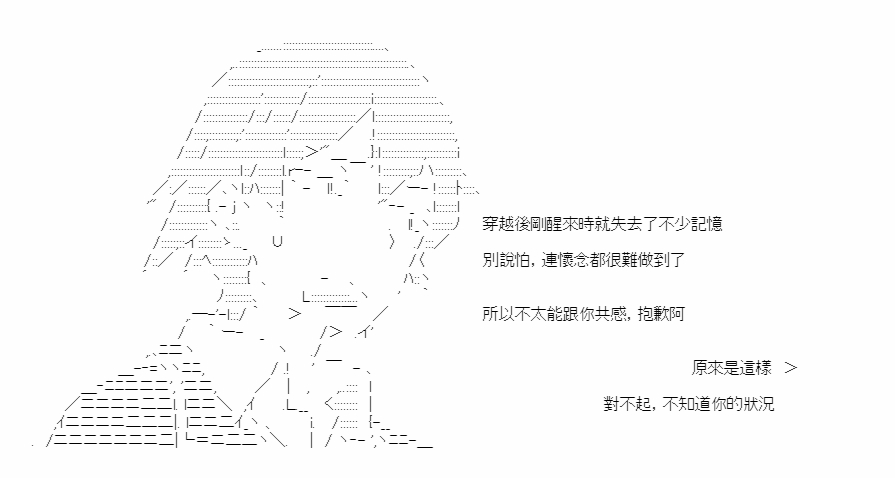 穿越後剛醒來時就失去了不少記憶
別說怕，連懷念都很難做到了
所以不太能跟你共感，抱歉阿
原來是這樣　＞
對不起，不知道你的狀況